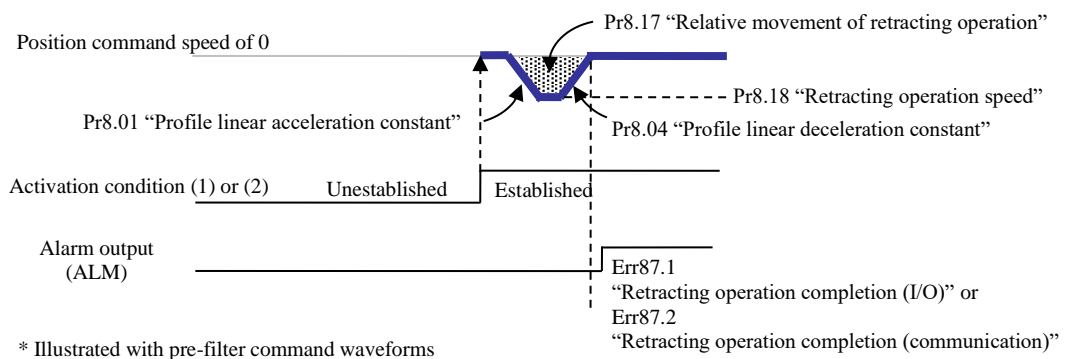 Pr8.17 “Relative movement of retracting operation”
Position command speed of 0
Pr8.18 “Retracting operation speed”
Pr8.01 “Profile linear acceleration constant”
Pr8.04 “Profile linear deceleration constant”
Activation condition (1) or (2)
Unestablished
Established
Alarm output
(ALM)
Err87.1
“Retracting operation completion (I/O)” or
Err87.2
“Retracting operation completion (communication)”
* Illustrated with pre-filter command waveforms